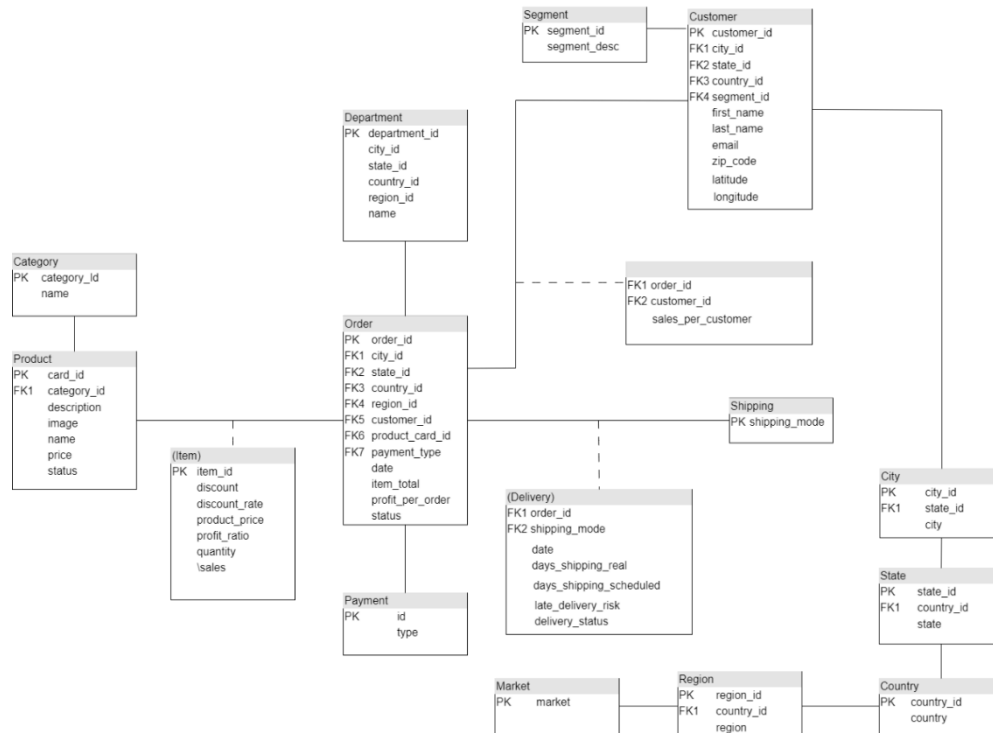 Segment
PK segment_id
segment_desc
Customer
PK customer_id
FK1 city_id
FK2 state_id
FK3 country_id
FK4 segment_id
first_name
last_name
email
zip_code
latitude
longitude
Department
PK department_id
city_id
state_id
country_id
region_id
name
Category
PK category_Id
name
FK1 order_id
FK2 customer_id
sales_per_customer
Order
PK order_id
FK1 city_id
FK2 state_id
FK3 country_id
FK4 region_id
FK5 customer_id
FK6 product_card_id
FK7 payment_type
date
item_total
profit_per_order
status
Product
PK card_id
FK1 category_id
description
image
name
price
status
Shipping
PK shipping_mode
(Item)
PK item_id
discount
discount_rate
product_price
profit_ratio
quantity
\sales
(Delivery)
FK1 order_id
FK2 shipping_mode
date
days_shipping_real
days_shipping_scheduled
late_delivery_risk
delivery_status
City
PK city_id
FK1 state_id
city
State
PK state_id
FK1 country_id
state
Payment
PK id
type
Market
PK market
Region
PK region_id
FK1 country_id
region
Country
PK country_id
country